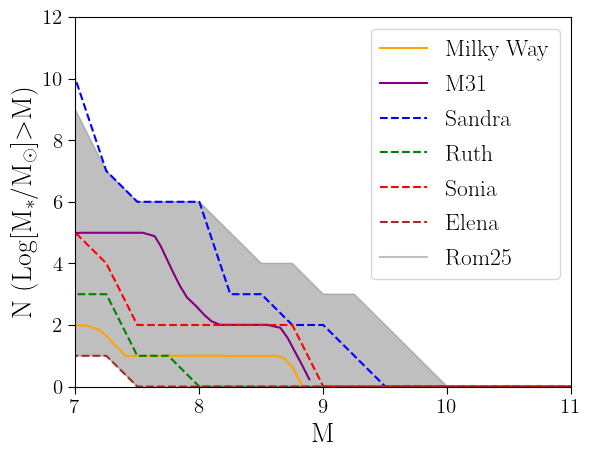 12
10
8
6
4
2
0
N (Log[M*/M⊙]>M)
7
8
9
10
11
M
Milky Way
M31
Sandra
Ruth
Sonia
Elena
Rom25